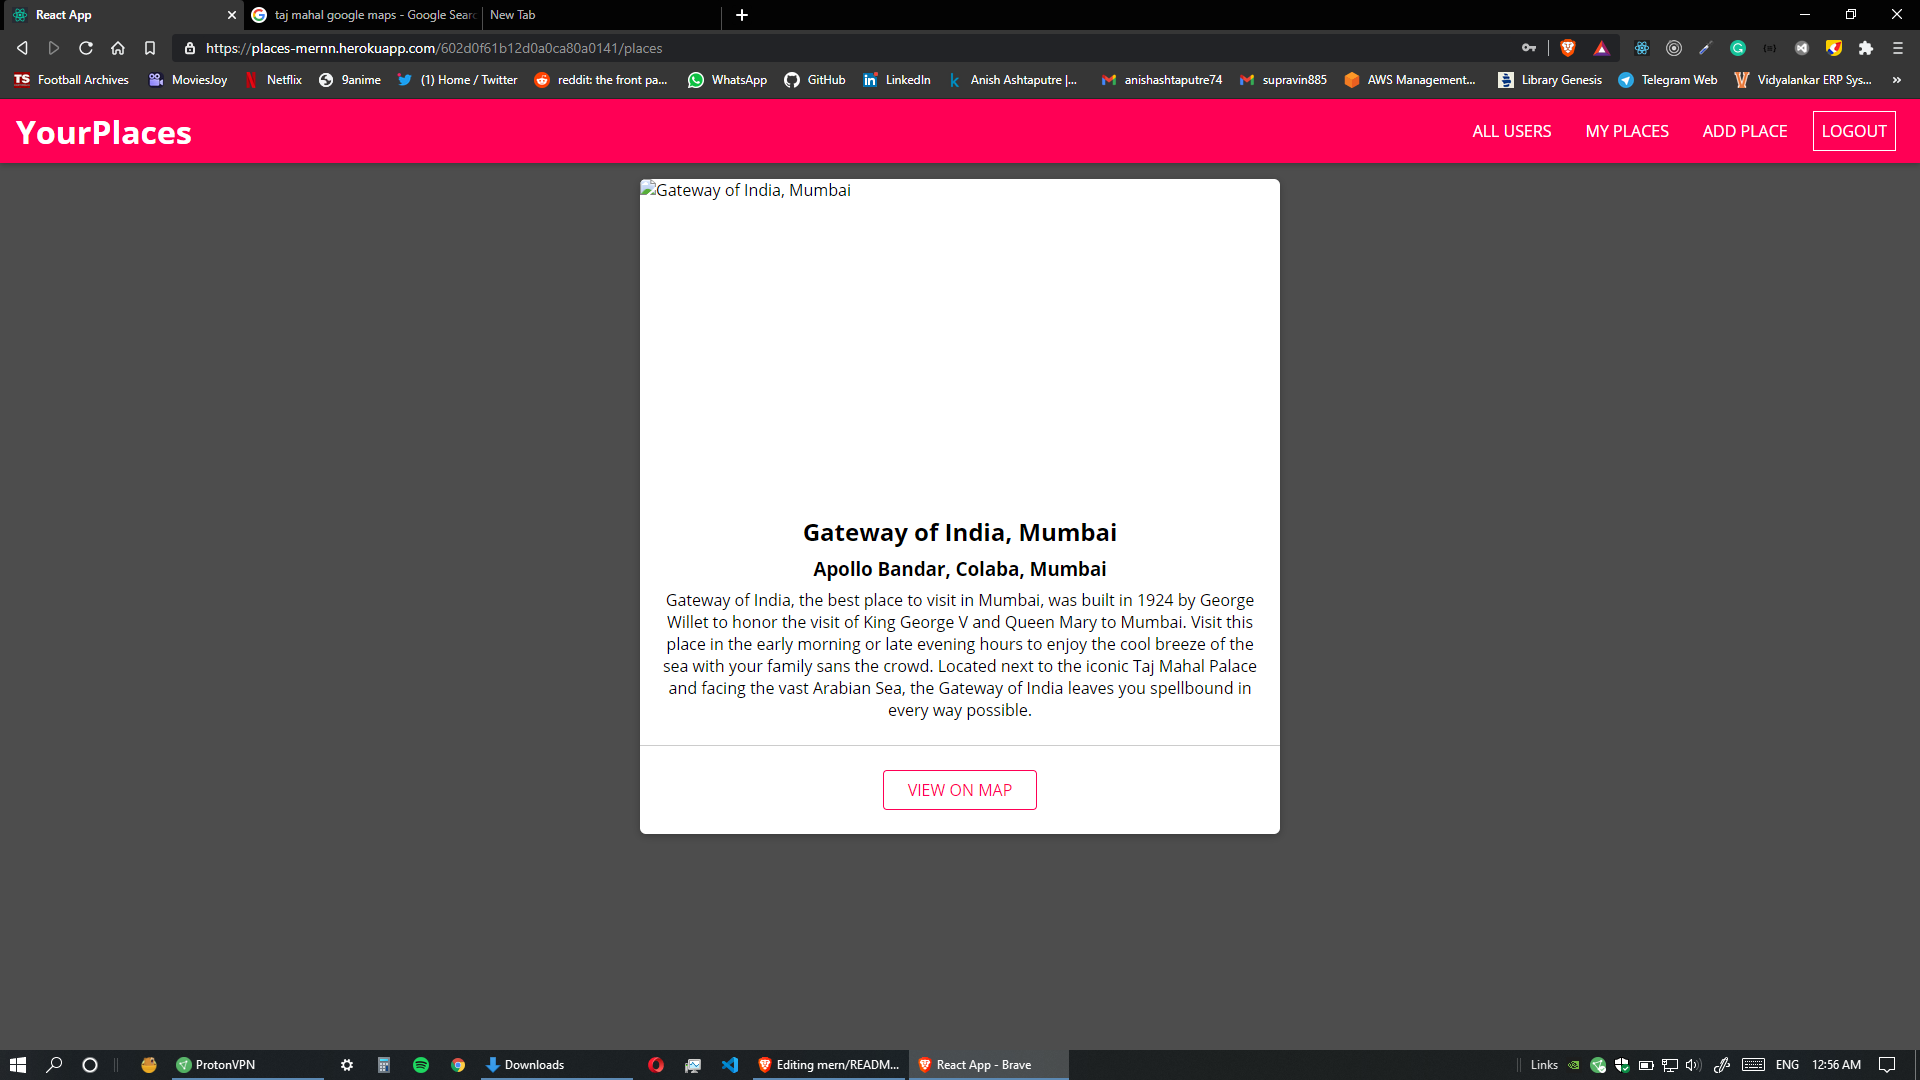 React App
taj mahal google maps - Google Sear
New Tab
https://places-mernn.herokuapp.com/602d0f61b12d0a0ca80a0141/places
TS Football Archives MoviesJoy Netflix 9anime (1) Home / Twitter reddit: the front pa... WhatsApp GitHub LinkedIn Anish Ashtaputre |... anishashtaputre74 supravin885 AWS Management... Library Genesis Telegram Web Vidyalankar ERP Sys... »
YourPlaces
ALL USERS MY PLACES ADD PLACE LOGOUT
Gateway of India, Mumbai
Gateway of India, Mumbai
Apollo Bandar, Colaba, Mumbai
Gateway of India, the best place to visit in Mumbai, was built in 1924 by George
Willet to honor the visit of King George V and Queen Mary to Mumbai. Visit this
place in the early morning or late evening hours to enjoy the cool breeze of the
sea with your family sans the crowd. Located next to the iconic Taj Mahal Palace
and facing the vast Arabian Sea, the Gateway of India leaves you spellbound in
every way possible.
VIEW ON MAP
ProtonVPN Downloads Editing mern/READM... React App - Brave Links ENG 12:56 AM